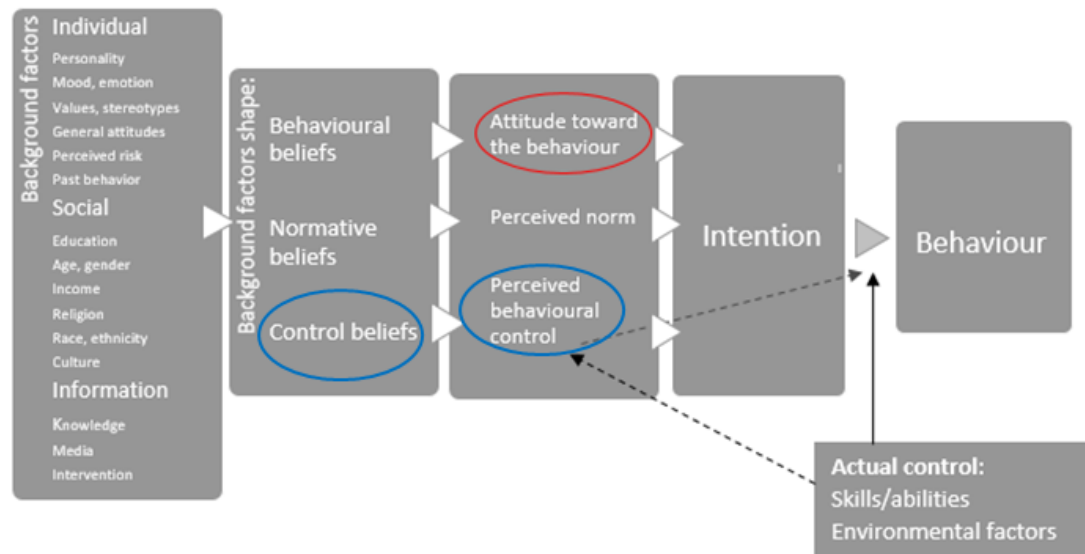 Background factors
Individual
Personality
Mood, emotion
Values, stereotypes
General attitudes
Perceived risk
Past behavior
Social
Education
Age, gender
Income
Religion
Race, ethnicity
Culture
Information
Knowledge
Media
Intervention
Background factors shape:
Behavioural
beliefs
Normative
beliefs
Control beliefs
Attitude toward
the behaviour
Perceived norm
Perceived
behavioural
control
Intention
Behaviour
Actual control:
Skills/abilities
Environmental factors